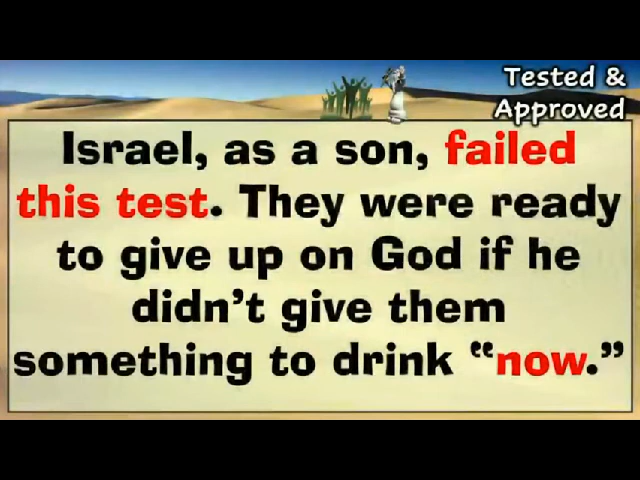 Tested &
Approved
Israel, as a son, failed
this test. They were ready
to give up on God if he
didn’t give them
something to drink “now.”